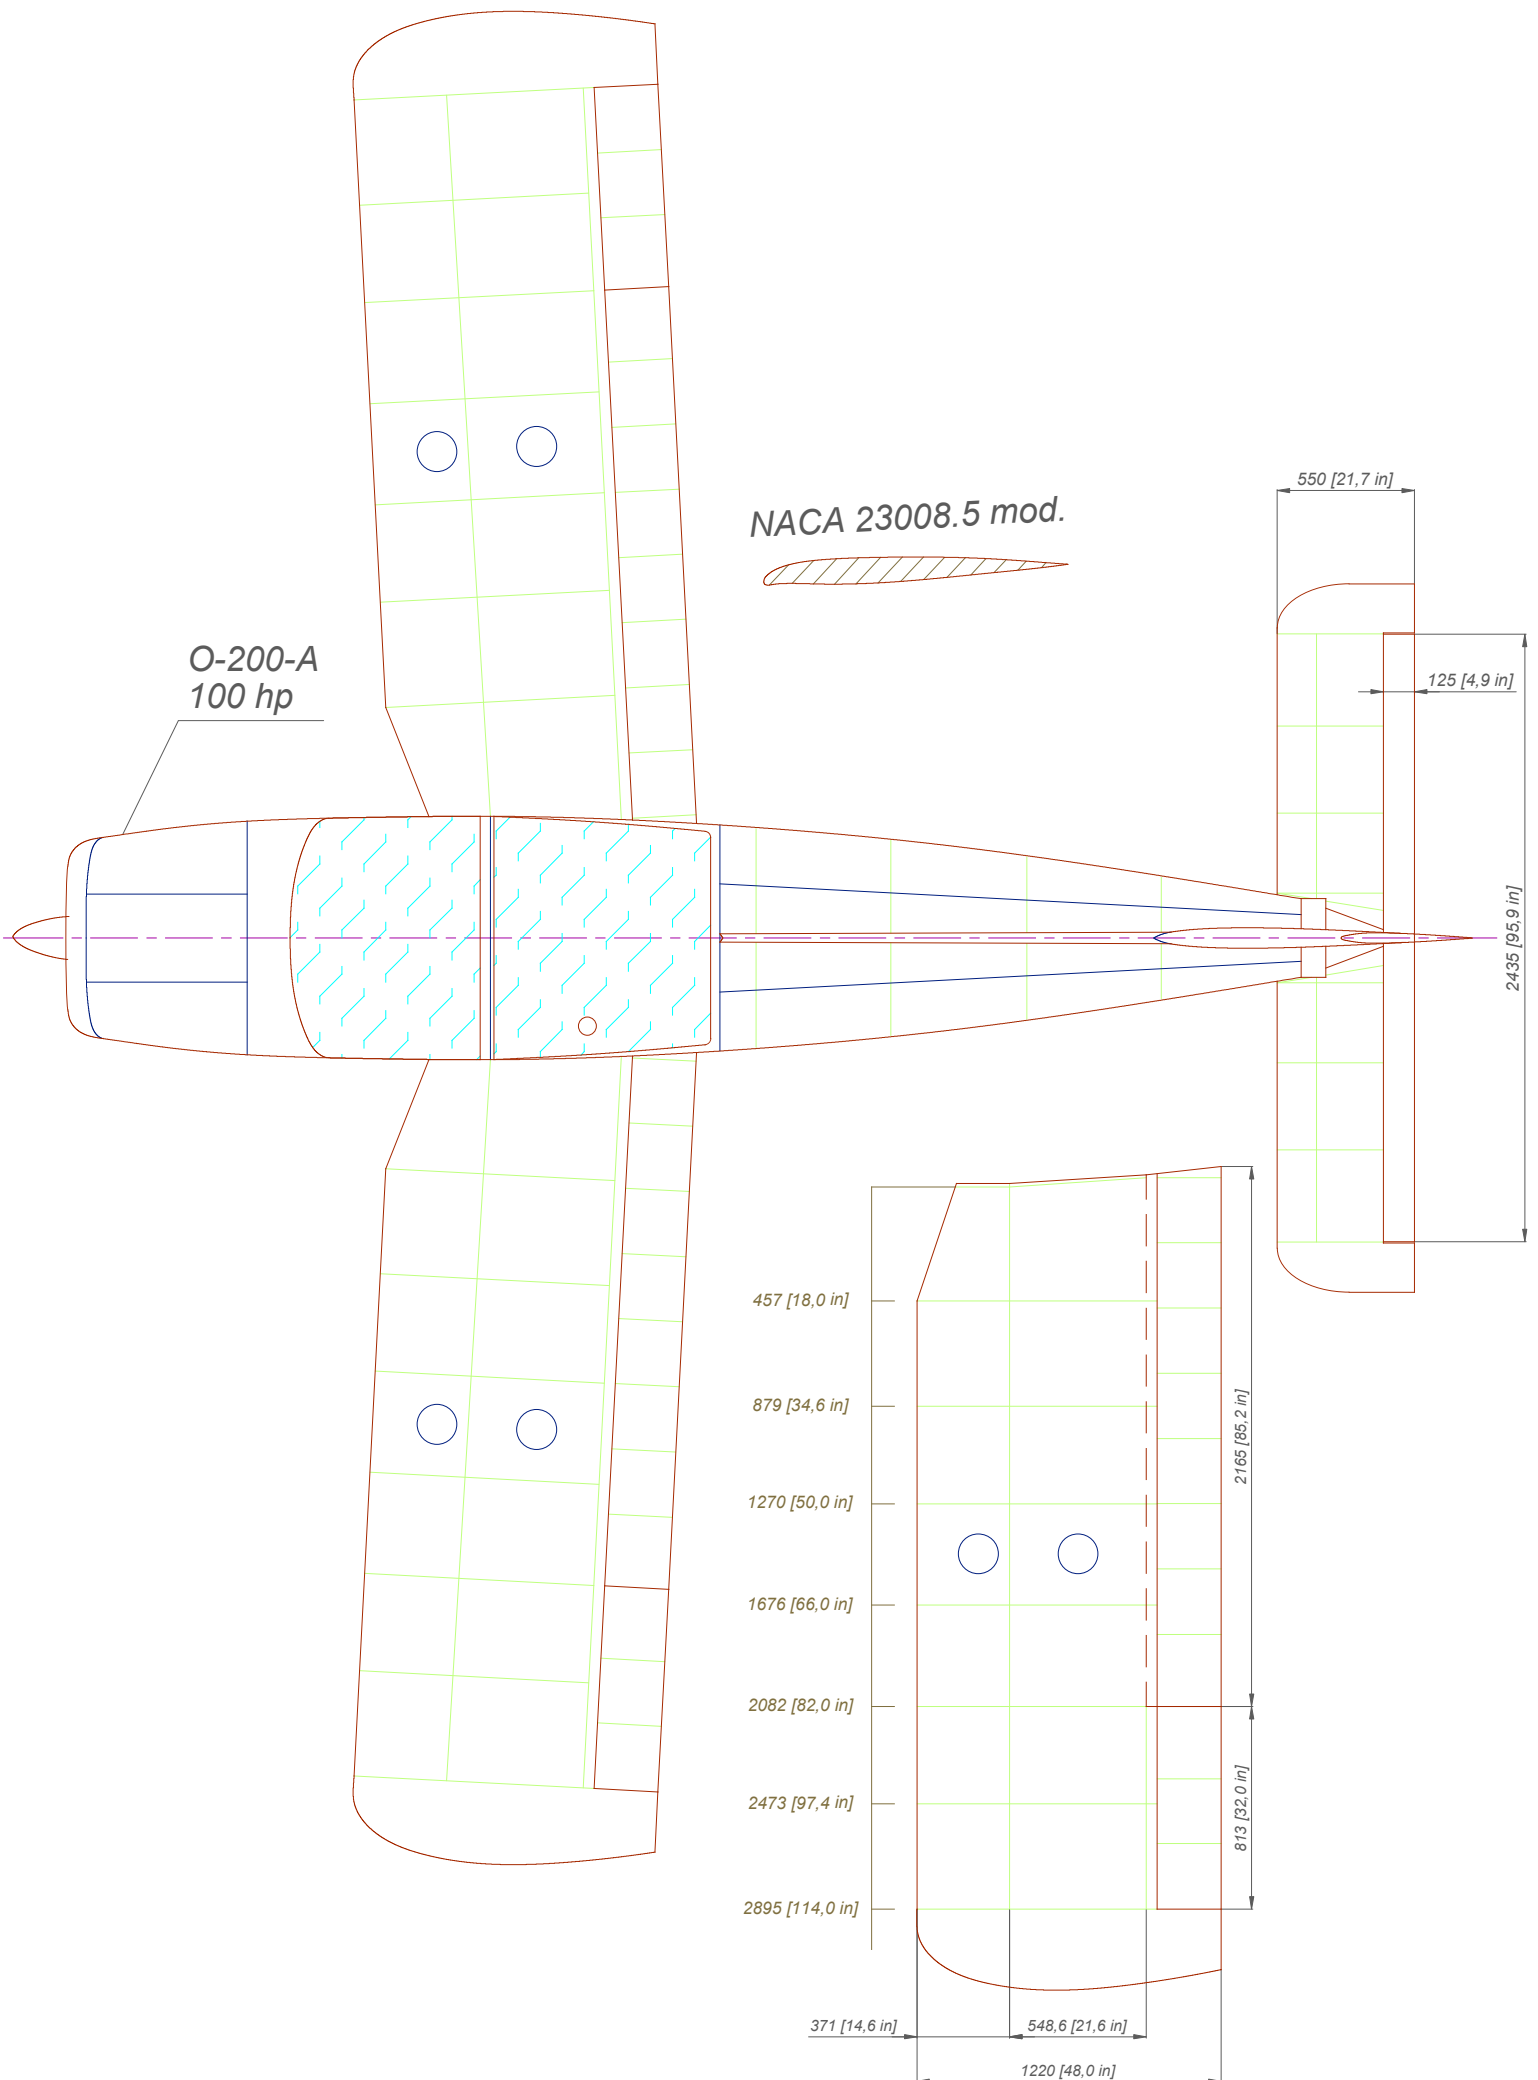 550 [21,7 in]
NACA 23008.5 mod.
O-200-A
100 hp
125 [4,9 in]
2435 [95,9 in]
457 [18,0 in]
879 [34,6 in]
2165 [85,2 in]
1270 [50,0 in]
1676 [66,0 in]
2082 [82,0 in]
2473 [97,4 in]
813 [32,0 in]
2895 [114,0 in]
371 [14,6 in]
548,6 [21,6 in]
1220 [48,0 in]